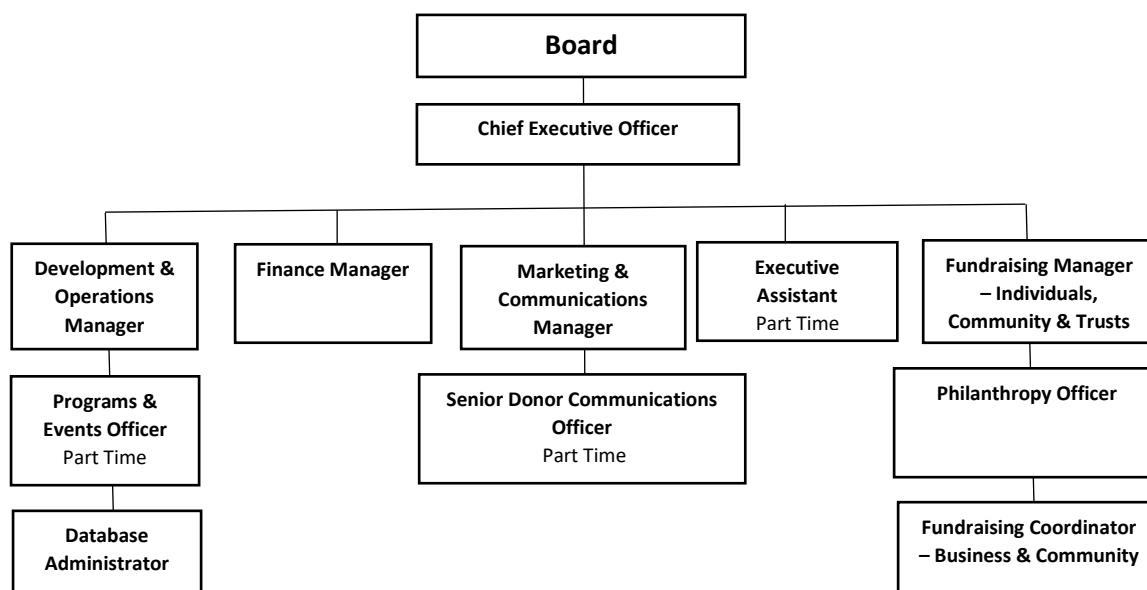 Board
Chief Executive Officer
Development &
Operations
Manager
Finance Manager
Marketing &
Communications
Manager
Executive
Assistant
Part Time
Fundraising Manager
– Individuals,
Community & Trusts
Programs &
Events Officer
Part Time
Senior Donor Communications
Officer
Part Time
Philanthropy Officer
Database
Administrator
Fundraising Coordinator
– Business & Community